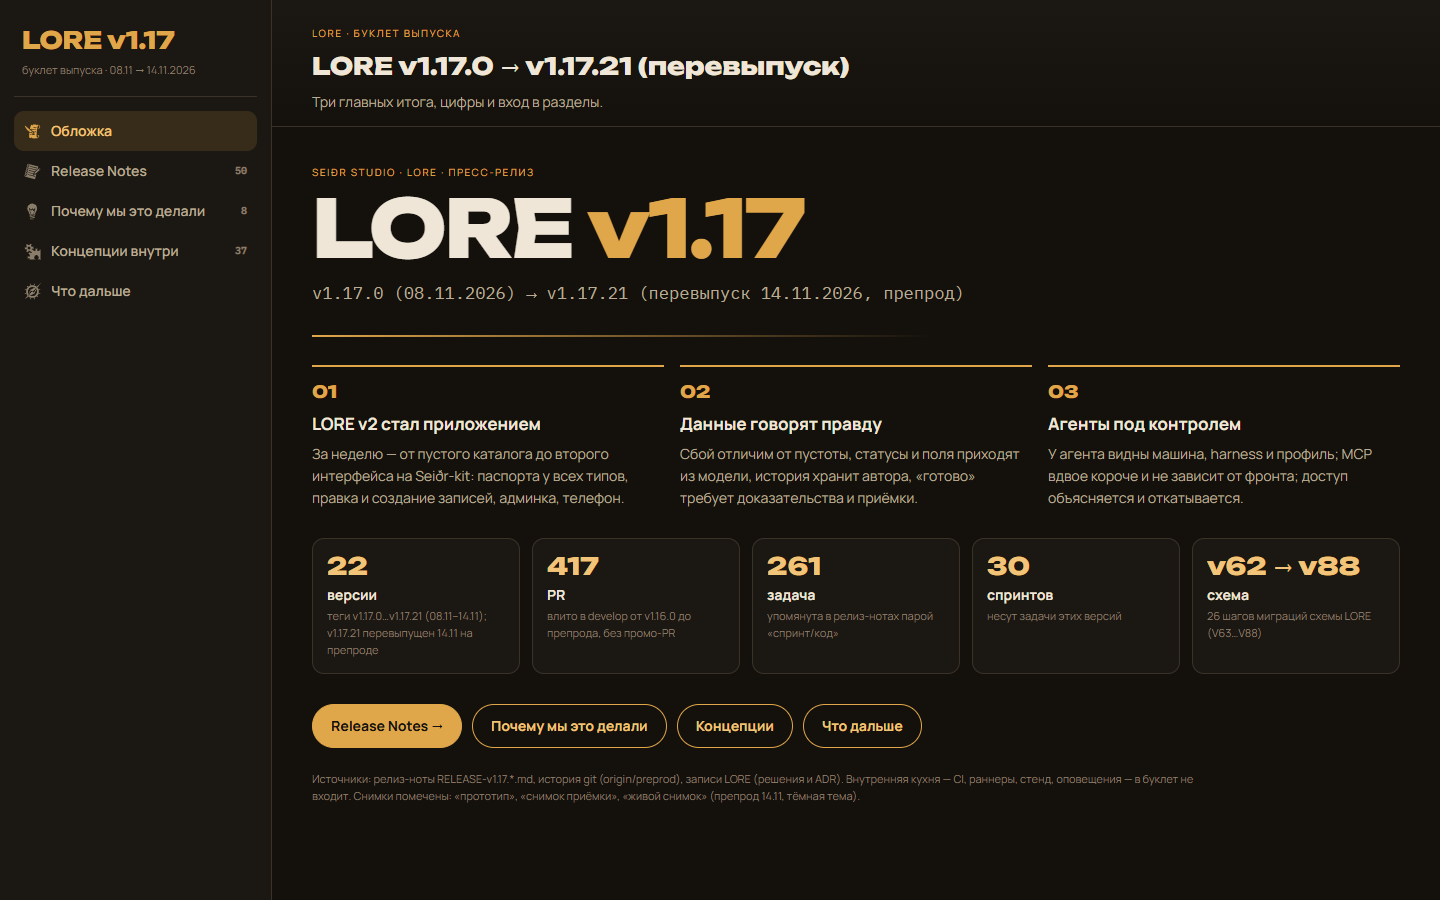 LORE v1.17
буклет выпуска · 08.11 → 14.11.2026
Обложка
Release Notes 50
Почему мы это делали 8
Концепции внутри 37
Что дальше
LORE · БУКЛЕТ ВЫПУСКА
LORE v1.17.0 → v1.17.21 (перевыпуск)
Три главных итога, цифры и вход в разделы.
SEIÐR STUDIO · LORE · ПРЕСС-РЕЛИЗ
LORE v1.17
v1.17.0 (08.11.2026) → v1.17.21 (перевыпуск 14.11.2026, препрод)
01
LORE v2 стал приложением
За неделю — от пустого каталога до второго
интерфейса на Seiðr-kit: паспорта у всех типов,
правка и создание записей, админка, телефон.
02
Данные говорят правду
Сбой отличим от пустоты, статусы и поля приходят
из модели, история хранит автора, «готово»
требует доказательства и приёмки.
03
Агенты под контролем
У агента видны машина, harness и профиль; MCP
вдвое короче и не зависит от фронта; доступ
объясняется и откатывается.
22
версии
теги v1.17.0…v1.17.21 (08.11–14.11);
v1.17.21 перевыпущен 14.11 на
препроде
417
PR
влито в develop от v1.16.0 до
препрода, без промо-PR
261
задача
упомянута в релиз-нотах парой
«спринт/код»
30
спринтов
несут задачи этих версий
v62 → v88
схема
26 шагов миграций схемы LORE
(V63…V88)
Release Notes →
Почему мы это делали
Концепции
Что дальше
Источники: релиз-ноты RELEASE-v1.17.*.md, история git (origin/preprod), записи LORE (решения и ADR). Внутренняя кухня — CI, раннеры, стенд, оповещения — в буклет не
входит. Снимки помечены: «прототип», «снимок приёмки», «живой снимок» (препрод 14.11, тёмная тема).